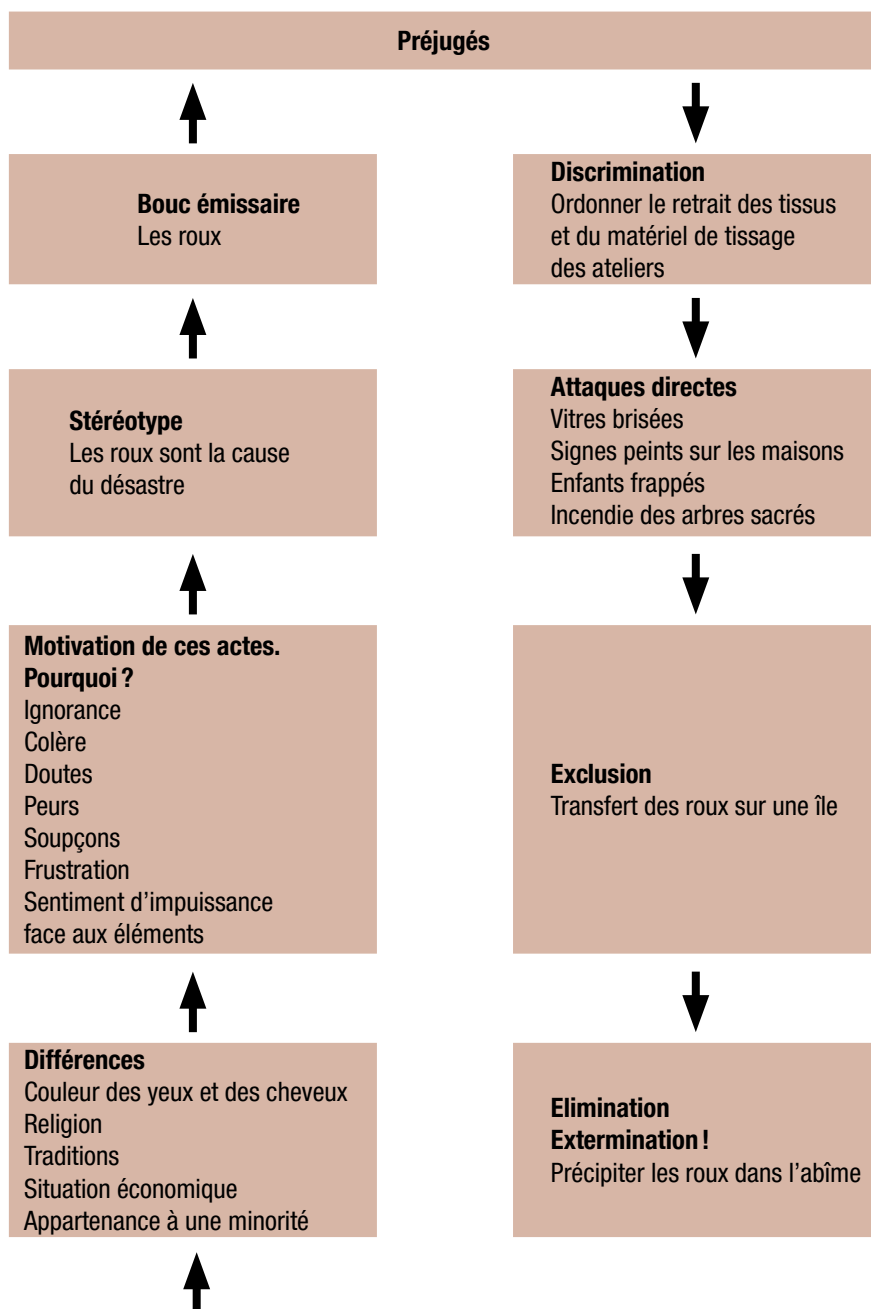 Préjugés
Bouc émissaire
Les roux
Stéréotype
Les roux sont la cause
du désastre
Motivation de ces actes.
Pourquoi ?
Ignorance
Colère
Doutes
Peurs
Soupçons
Frustration
Sentiment d’impuissance
face aux éléments
Différences
Couleur des yeux et des cheveux
Religion
Traditions
Situation économique
Appartenance à une minorité
Discrimination
Ordonner le retrait des tissus
et du matériel de tissage
des ateliers
Attaques directes
Vitres brisées
Signes peints sur les maisons
Enfants frappés
Incendie des arbres sacrés
Exclusion
Transfert des roux sur une île
Elimination
Extermination !
Précipiter les roux dans l’abîme